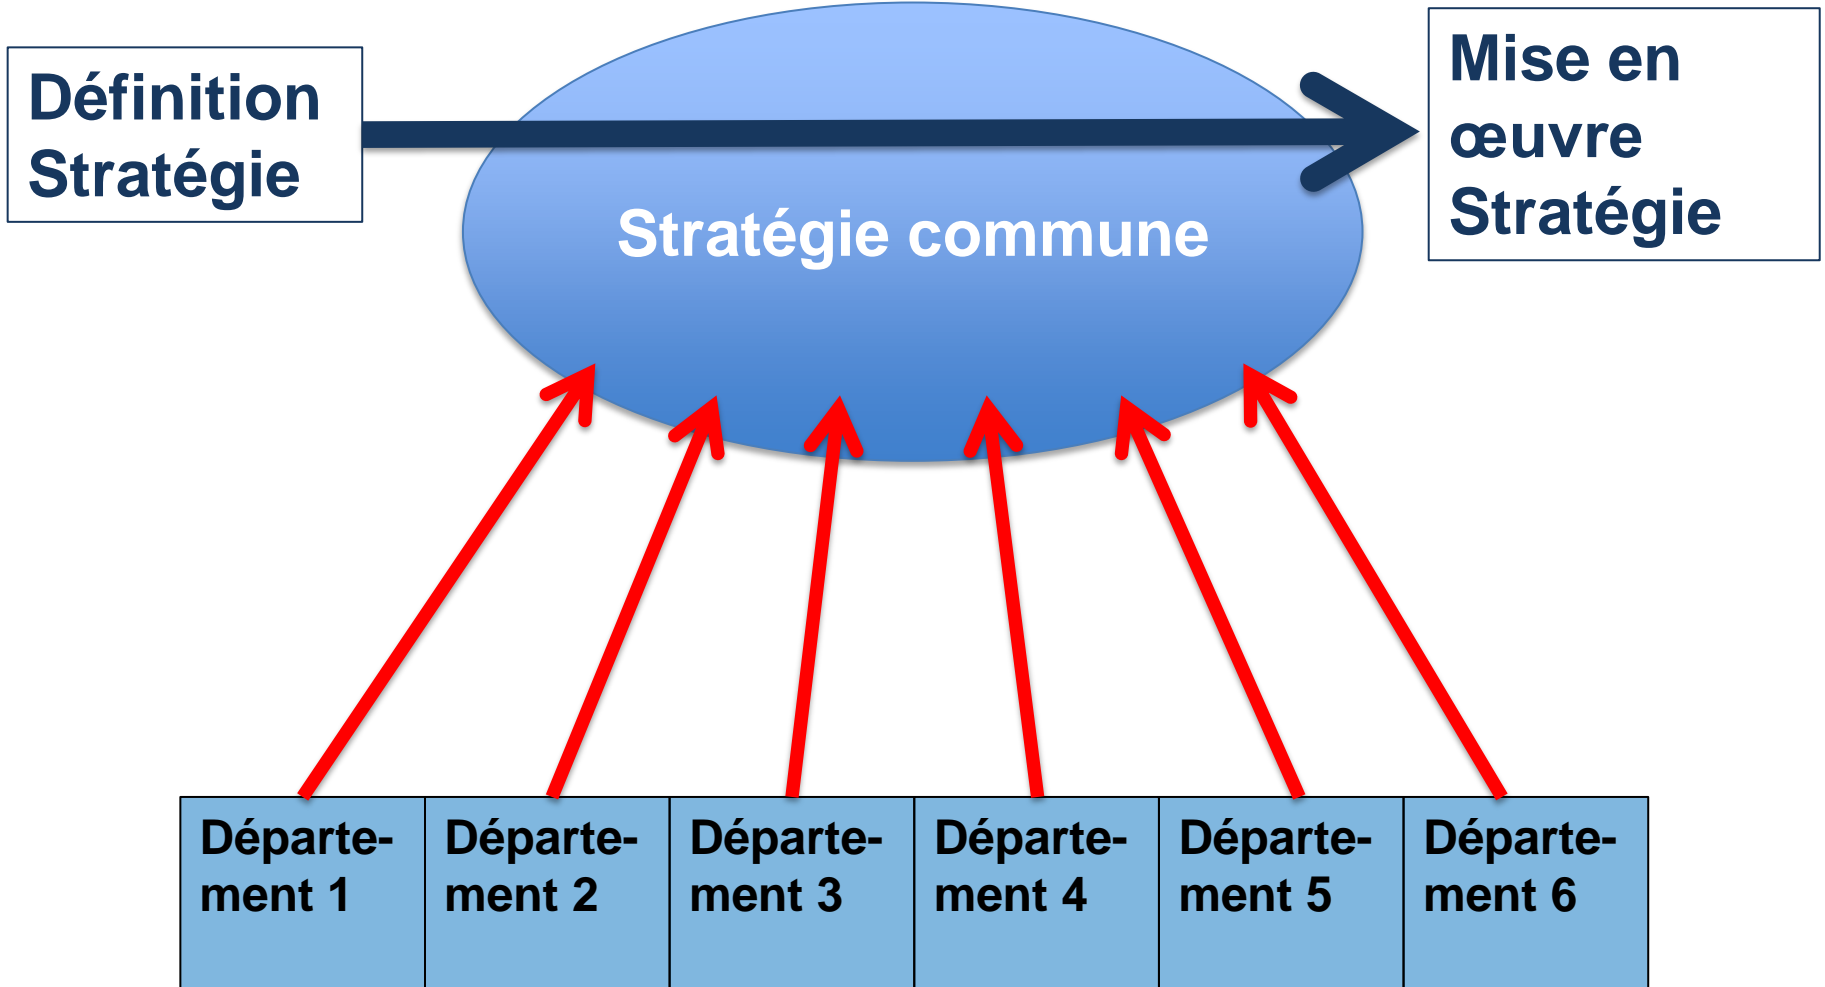 Définition
Stratégie
Mise en
œuvre
Stratégie
Stratégie commune
Départe-
ment 1
Départe-
ment 2
Départe-
ment 3
Départe-
ment 4
Départe-
ment 5
Départe-
ment 6